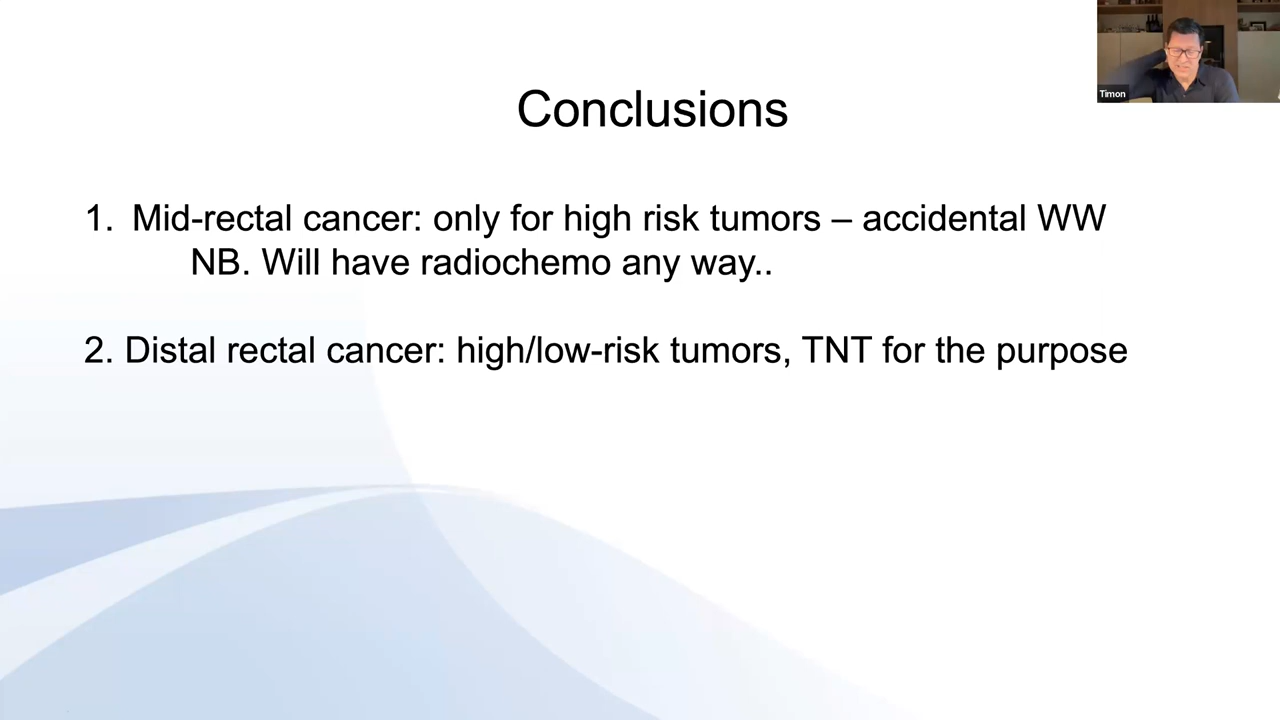 Timon
Conclusions
1. Mid-rectal cancer: only for high risk tumors – accidental WW
NB. Will have radiochemo any way..
2. Distal rectal cancer: high/low-risk tumors, TNT for the purpose